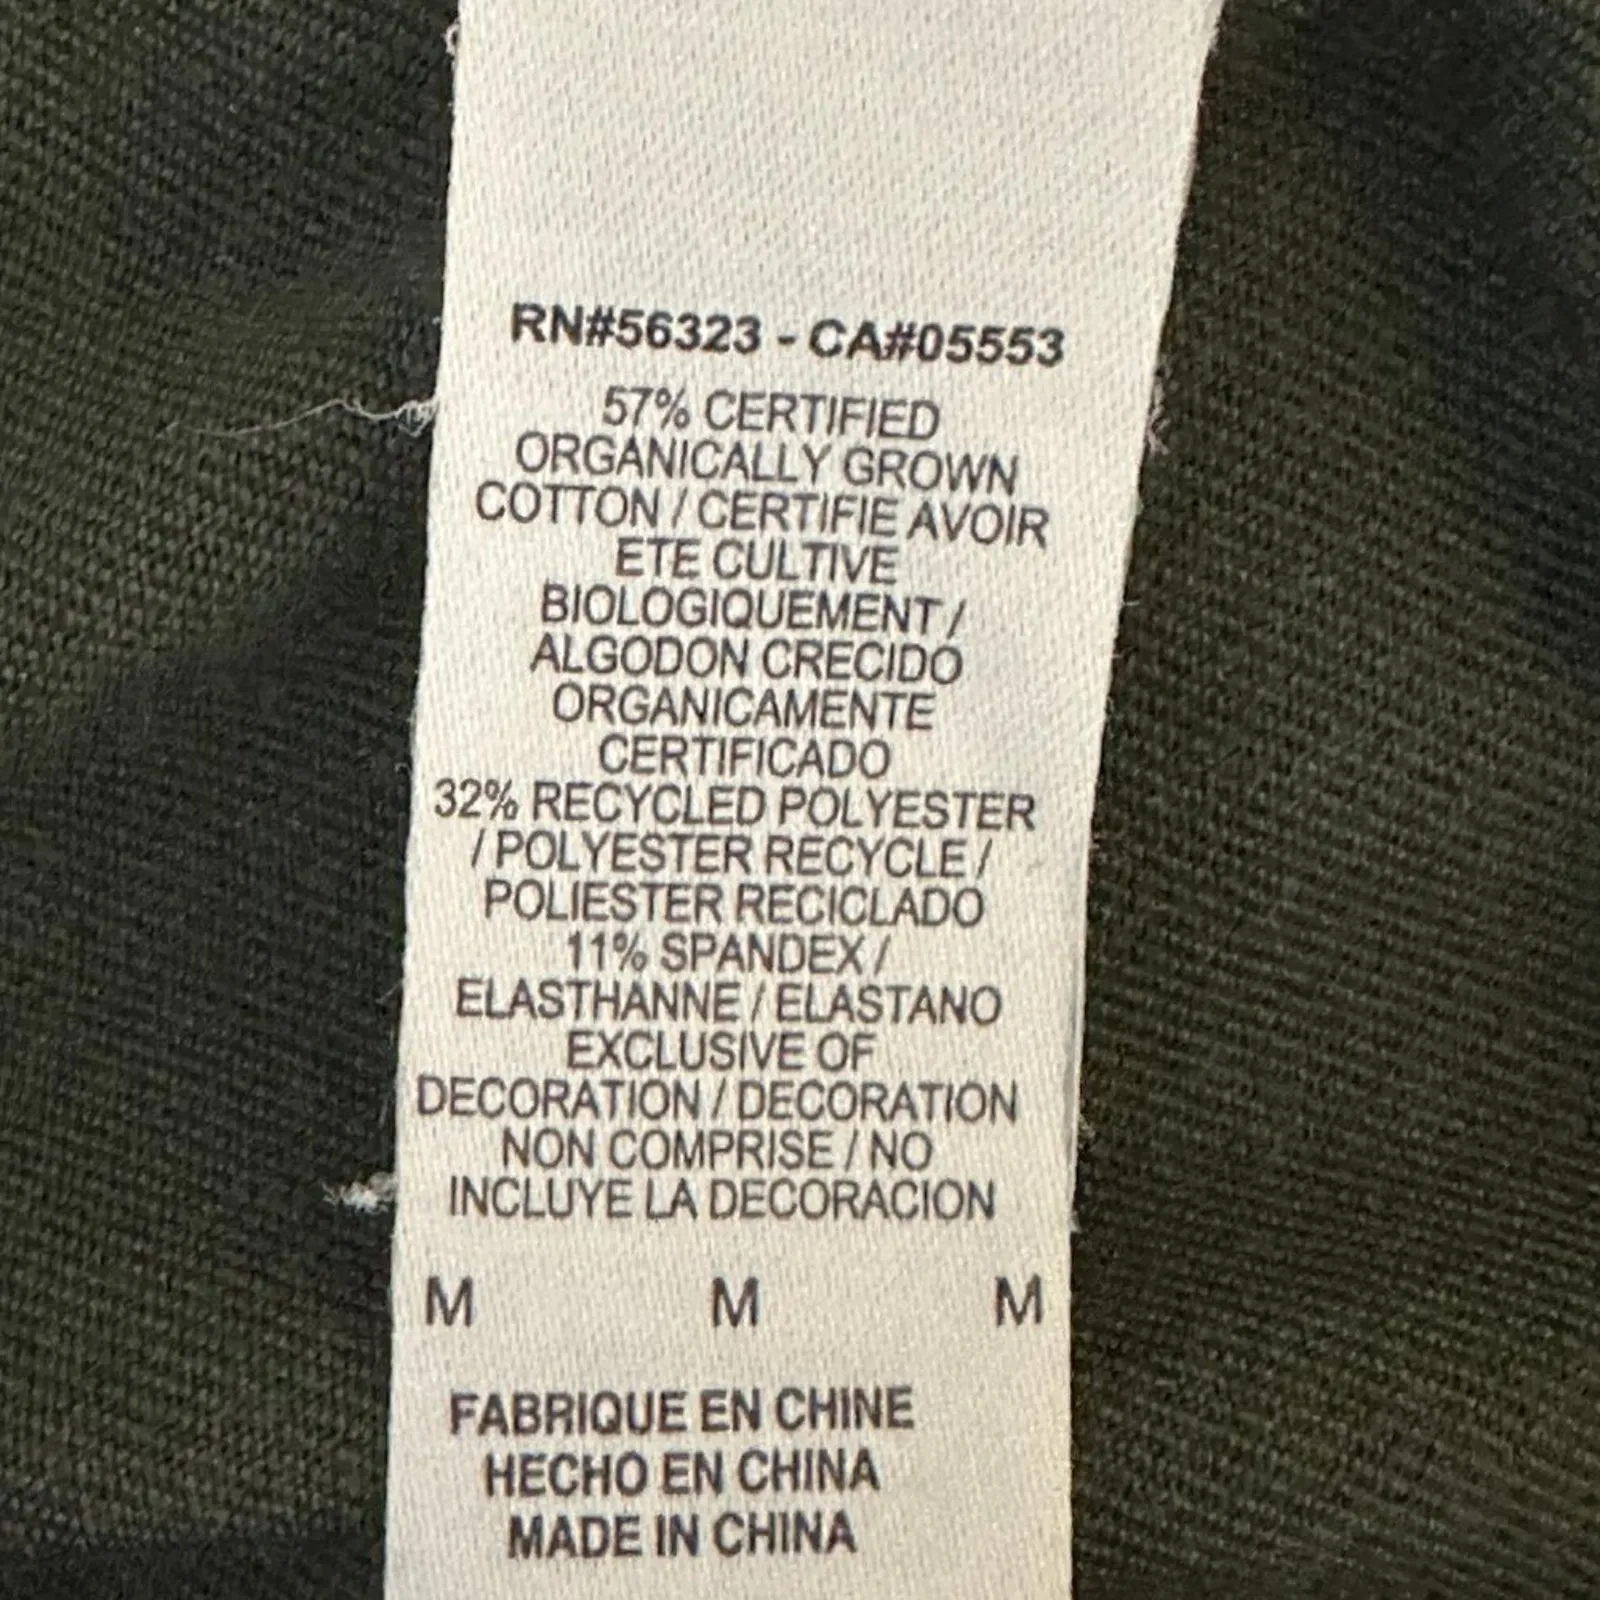 RN#56323 - CA#05553
57% CERTIFIED
ORGANICALLY GROWN
COTTON / CERTIFIE AVOIR
ETE CULTIVE
BIOLOGIQUEMENT /
ALGODON CRECIDO
ORGANICAMENTE
CERTIFICADO
32% RECYCLED POLYESTER
/ POLYESTER RECYCLE /
POLIESTER RECICLADO
11% SPANDEX /
ELASTHANNE / ELASTANO
EXCLUSIVE OF
DECORATION / DECORATION
NON COMPRISE / NO
INCLUYE LA DECORACION
M M M
FABRIQUE EN CHINE
HECHO EN CHINA
MADE IN CHINA